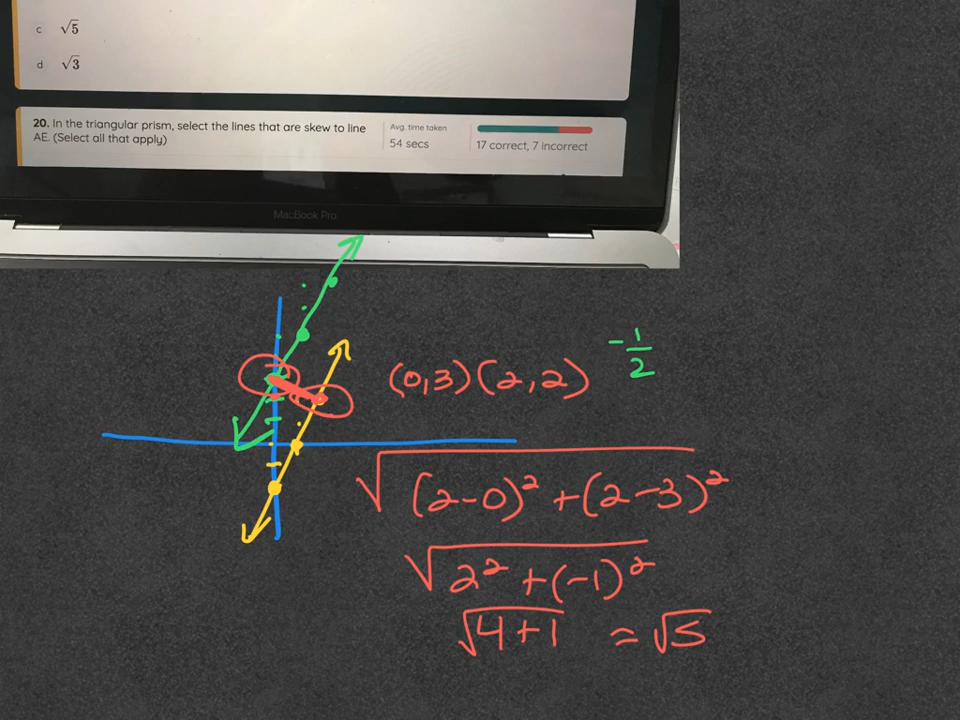 c √5
d √3
20. In the triangular prism, select the lines that are skew to line
AE. (Select all that apply)
Avg. time taken
54 secs
17 correct, 7 incorrect
MacBook Pro
(0,3)(2,2) -1/2
√(2-0)² +(2-3)²
√2² +(-1)²
√4+1 = √5